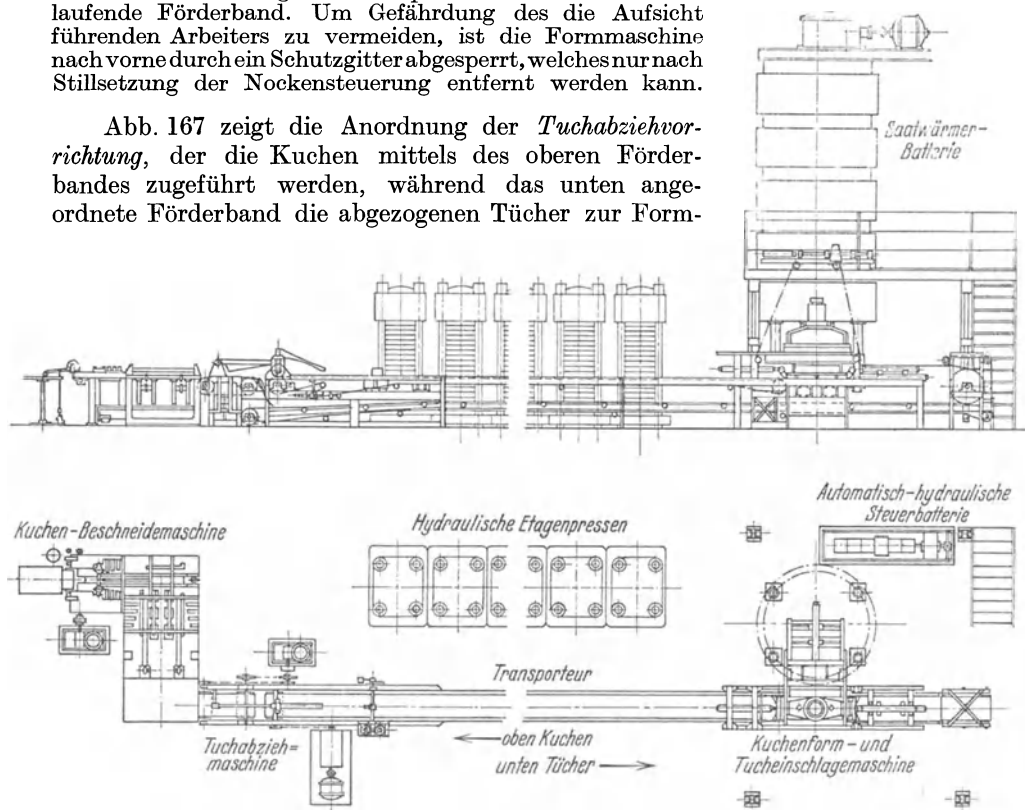 laufende Förderband. Um Gefährdung des die Aufsicht
führenden Arbeiters zu vermeiden, ist die Formmaschine
nach vorne durch ein Schutzgitter abgesperrt, welches nur nach
Stillsetzung der Nockensteuerung entfernt werden kann.
Abb. 167 zeigt die Anordnung der Tuchabziehvor-
richtung, der die Kuchen mittels des oberen Förder-
bandes zugeführt werden, während das unten ange-
ordnete Förderband die abgezogenen Tücher zur Form-
Saatwärmer-
Batterie
Automatisch-hydraulische
Steuerbatterie
Kuchen-Beschneidemaschine
Hydraulische Etagenpressen
Transporteur
Tuchabzieh=
maschine
←oben Kuchen
unten Tücher→
Kuchenform- und
Tucheinschlagemaschine